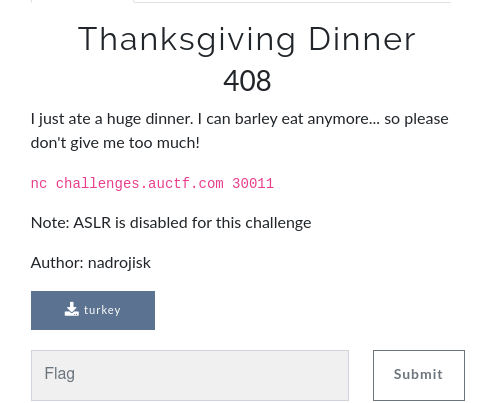 Thanksgiving Dinner
408
I just ate a huge dinner. I can barley eat anymore... so please
don't give me too much!
nc challenges.auctf.com 30011
Note: ASLR is disabled for this challenge
Author: nadrojisk
turkey
Flag
Submit